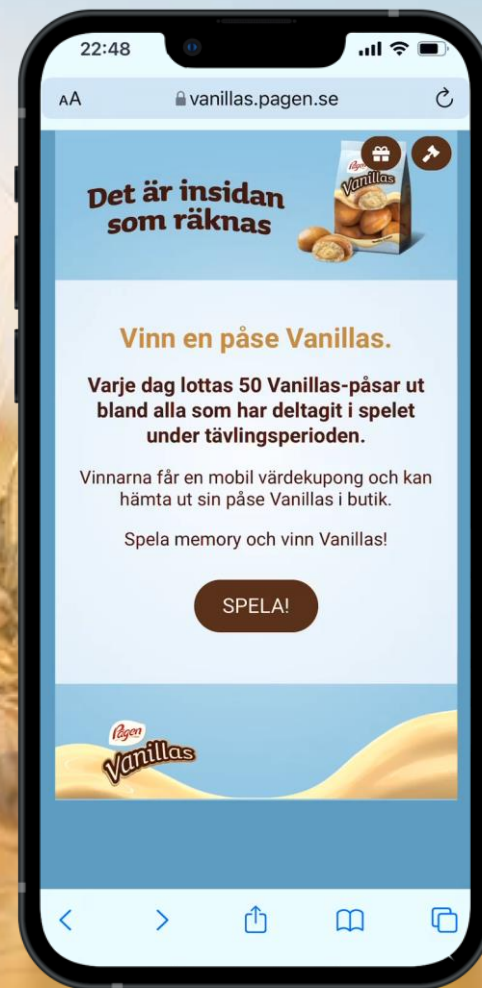 22:48
AA
vanillas.pagen.se
Det är insidan
som räknas
Pågen
Vanillas
Vinn en påse Vanillas.
Varje dag lottas 50 Vanillas-påsar ut
bland alla som har deltagit i spelet
under tävlingsperioden.
Vinnarna får en mobil värdekupong och kan
hämta ut sin påse Vanillas i butik.
Spela memory och vinn Vanillas!
SPELA!
Pågen
Vanillas